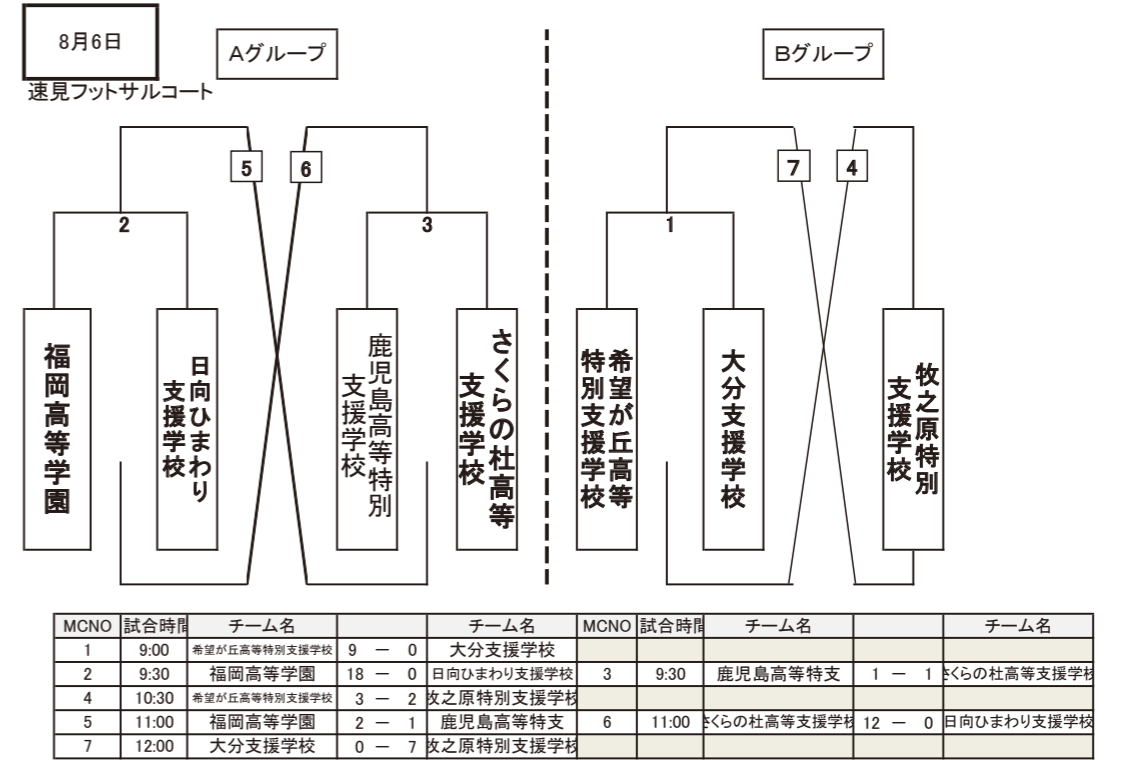 8月6日
Aグループ
Bグループ
速見フットサルコート
5
6
7
4
2
3
1
福岡高等学園
日向ひまわり
支援学校
鹿児島高等特別
支援学校
さくらの杜高等
支援学校
希望が丘高等
特別支援学校
大分支援学校
牧之原特別
支援学校
MCNO 試合時間 チーム名 チーム名 MCNO 試合時間 チーム名 チーム名
1 9:00 希望が丘高等特別支援学校 9 － 0 大分支援学校
2 9:30 福岡高等学園 18 － 0 日向ひまわり支援学校 3 9:30 鹿児島高等特支 1 － 1 さくらの杜高等特支援学校
4 10:30 希望が丘高等特別支援学校 3 － 2 牧之原特別支援学校
5 11:00 福岡高等学園 2 － 1 鹿児島高等特支 6 11:00 さくらの杜高等支援学校 12 － 0 日向ひまわり支援学校
7 12:00 大分支援学校 0 － 7 牧之原特別支援学校